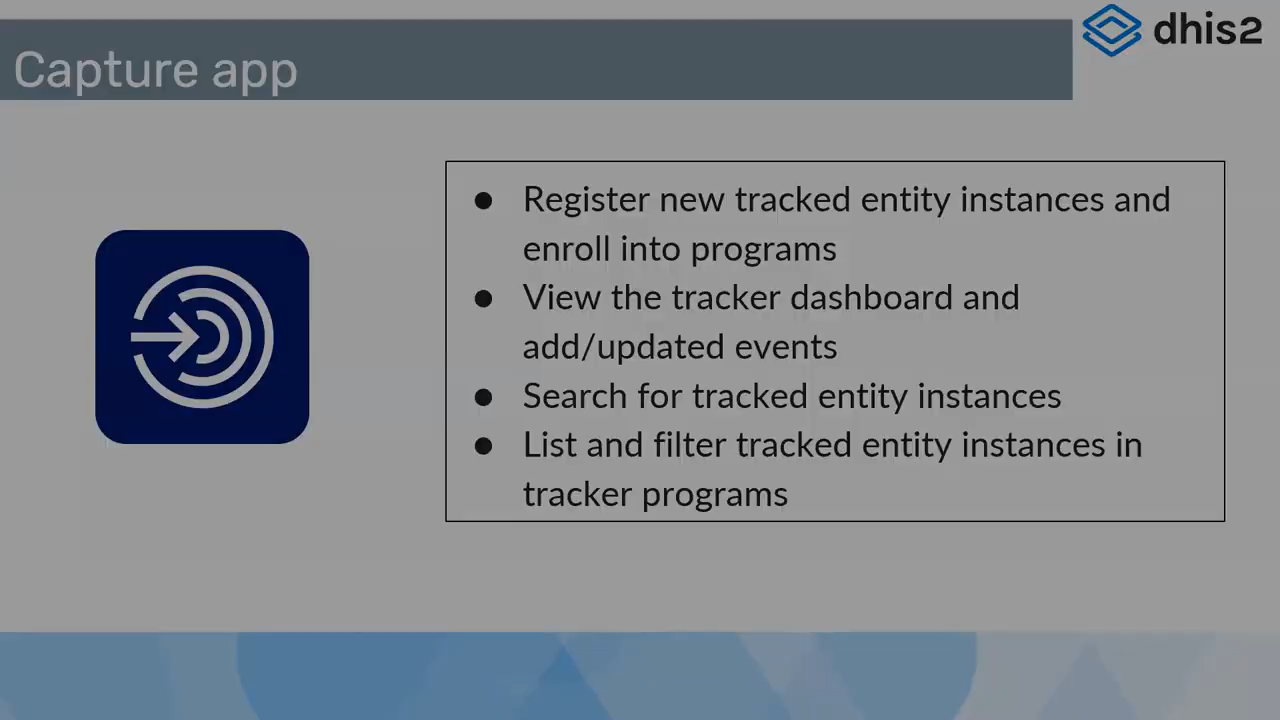 dhis2
Capture app
● Register new tracked entity instances and
enroll into programs
● View the tracker dashboard and
add/updated events
● Search for tracked entity instances
● List and filter tracked entity instances in
tracker programs